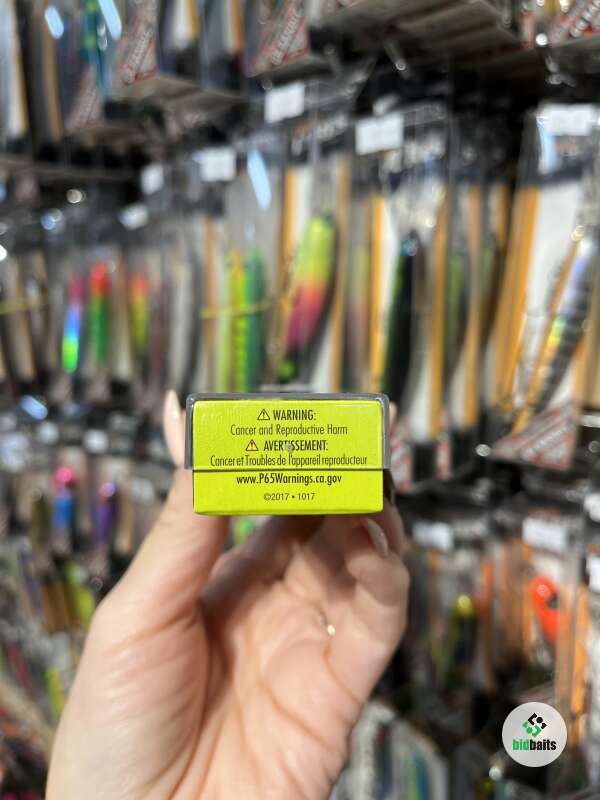 ⚠ WARNING:
Cancer and Reproductive Harm
⚠ AVERTISSEMENT:
Cancer et Troubles de l'appareil reproducteur
www.P65Warnings.ca.gov
©2017 • 1017
bidbaits